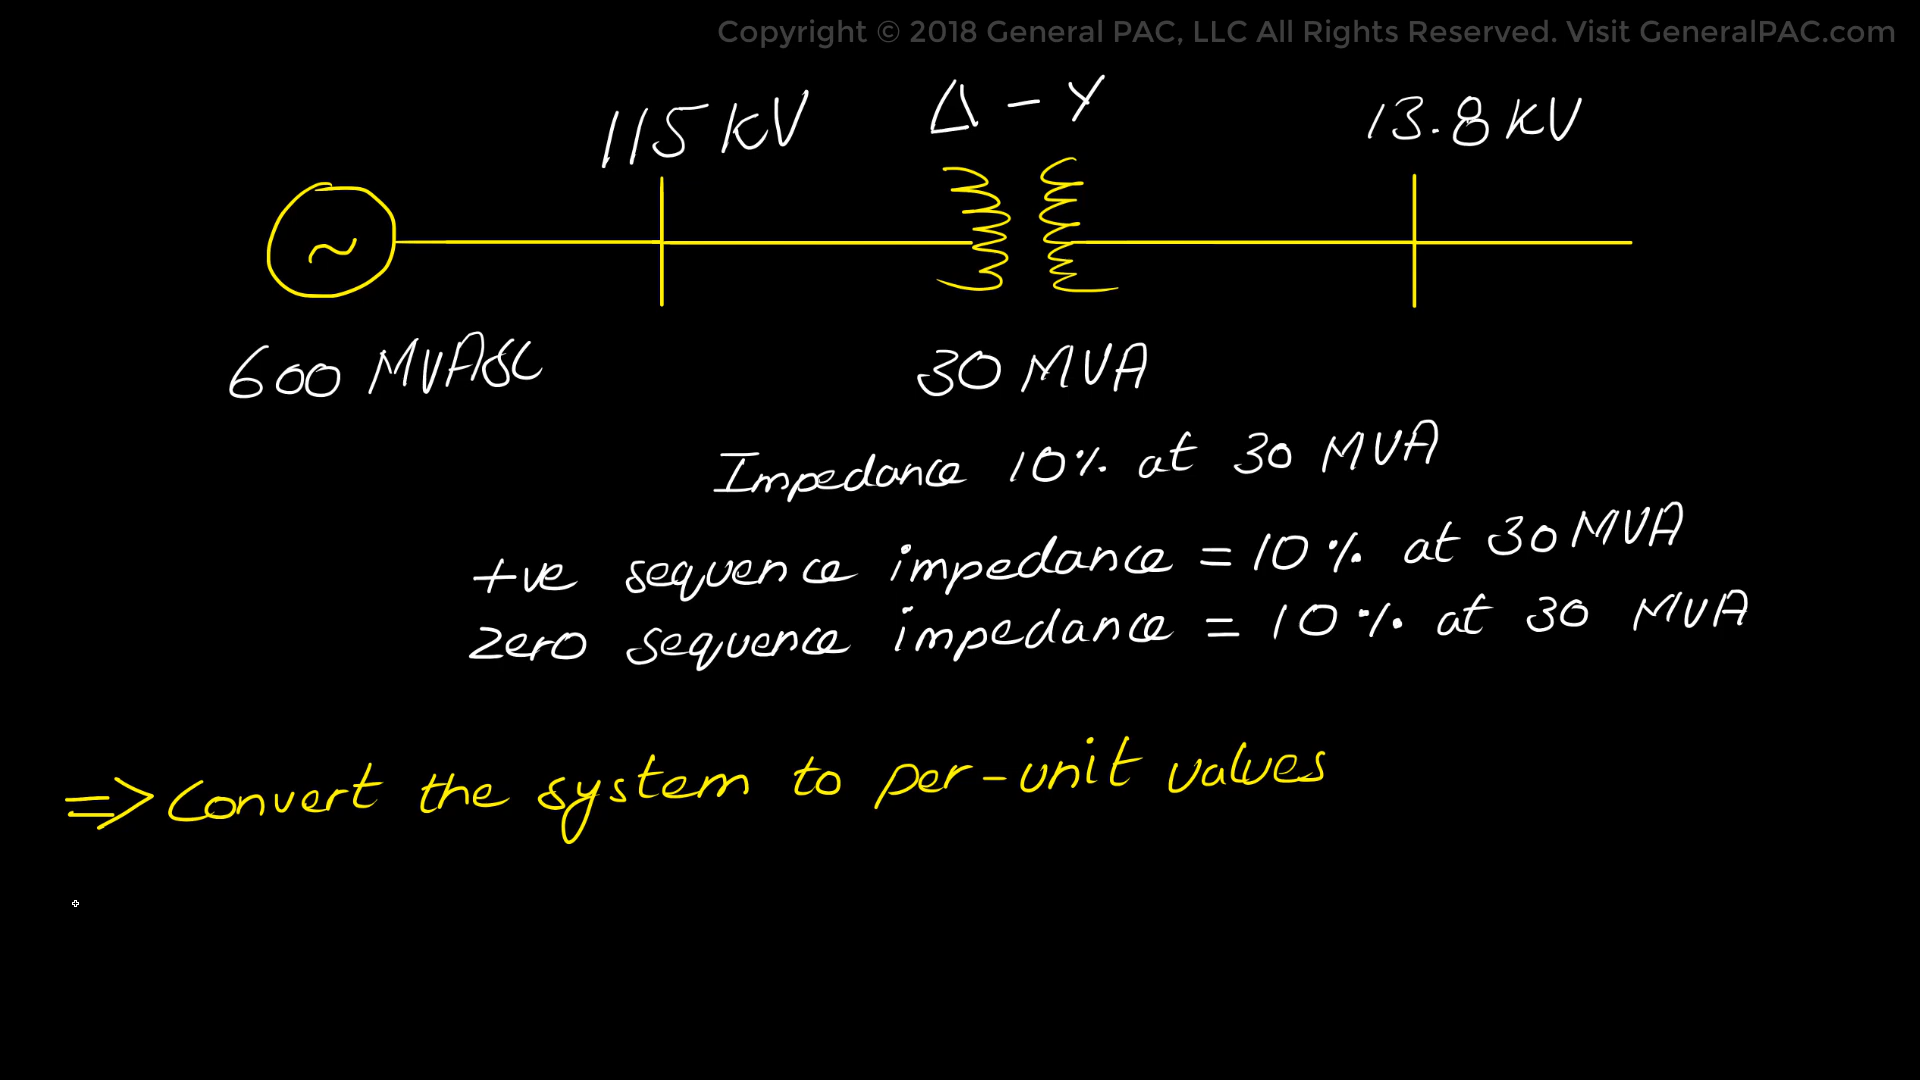 Copyright © 2018 General PAC, LLC All Rights Reserved. Visit GeneralPAC.com
115 kV
Δ - Y
13.8 kV
~
600 MVASC
30 MVA
Impedance 10% at 30 MVA
+ve sequence impedance = 10% at 30 MVA
zero sequence impedance = 10% at 30 MVA
=> Convert the system to per-unit values